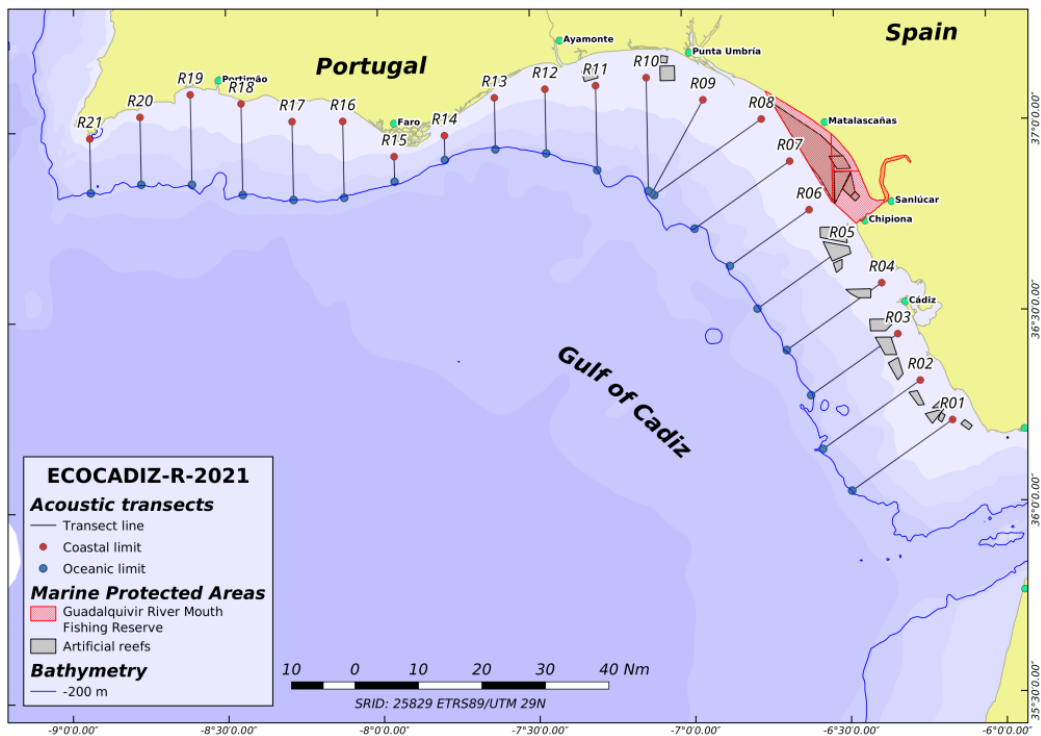 Spain
Portugal
Ayamonte
Punta Umbría
Portimão
Faro
Matalascañas
Sanlúcar
Chipiona
Cádiz
R21
R20
R19
R18
R17
R16
R15
R14
R13
R12
R11
R10
R09
R08
R07
R06
R05
R04
R03
R02
R01
Gulf of Cadiz
37°0'0.00"
36°30'0.00"
36°0'0.00"
35°30'0.00"
ECOCADIZ-R-2021
Acoustic transects
Transect line
Coastal limit
Oceanic limit
Marine Protected Areas
Guadalquivir River Mouth
Fishing Reserve
Artificial reefs
Bathymetry
-200 m
10 0 10 20 30 40 Nm
SRID: 25829 ETRS89/UTM 29N
-9°0'0.00" -8°30'0.00" -8°0'0.00" -7°30'0.00" -7°0'0.00" -6°30'0.00" -6°0'0.00"